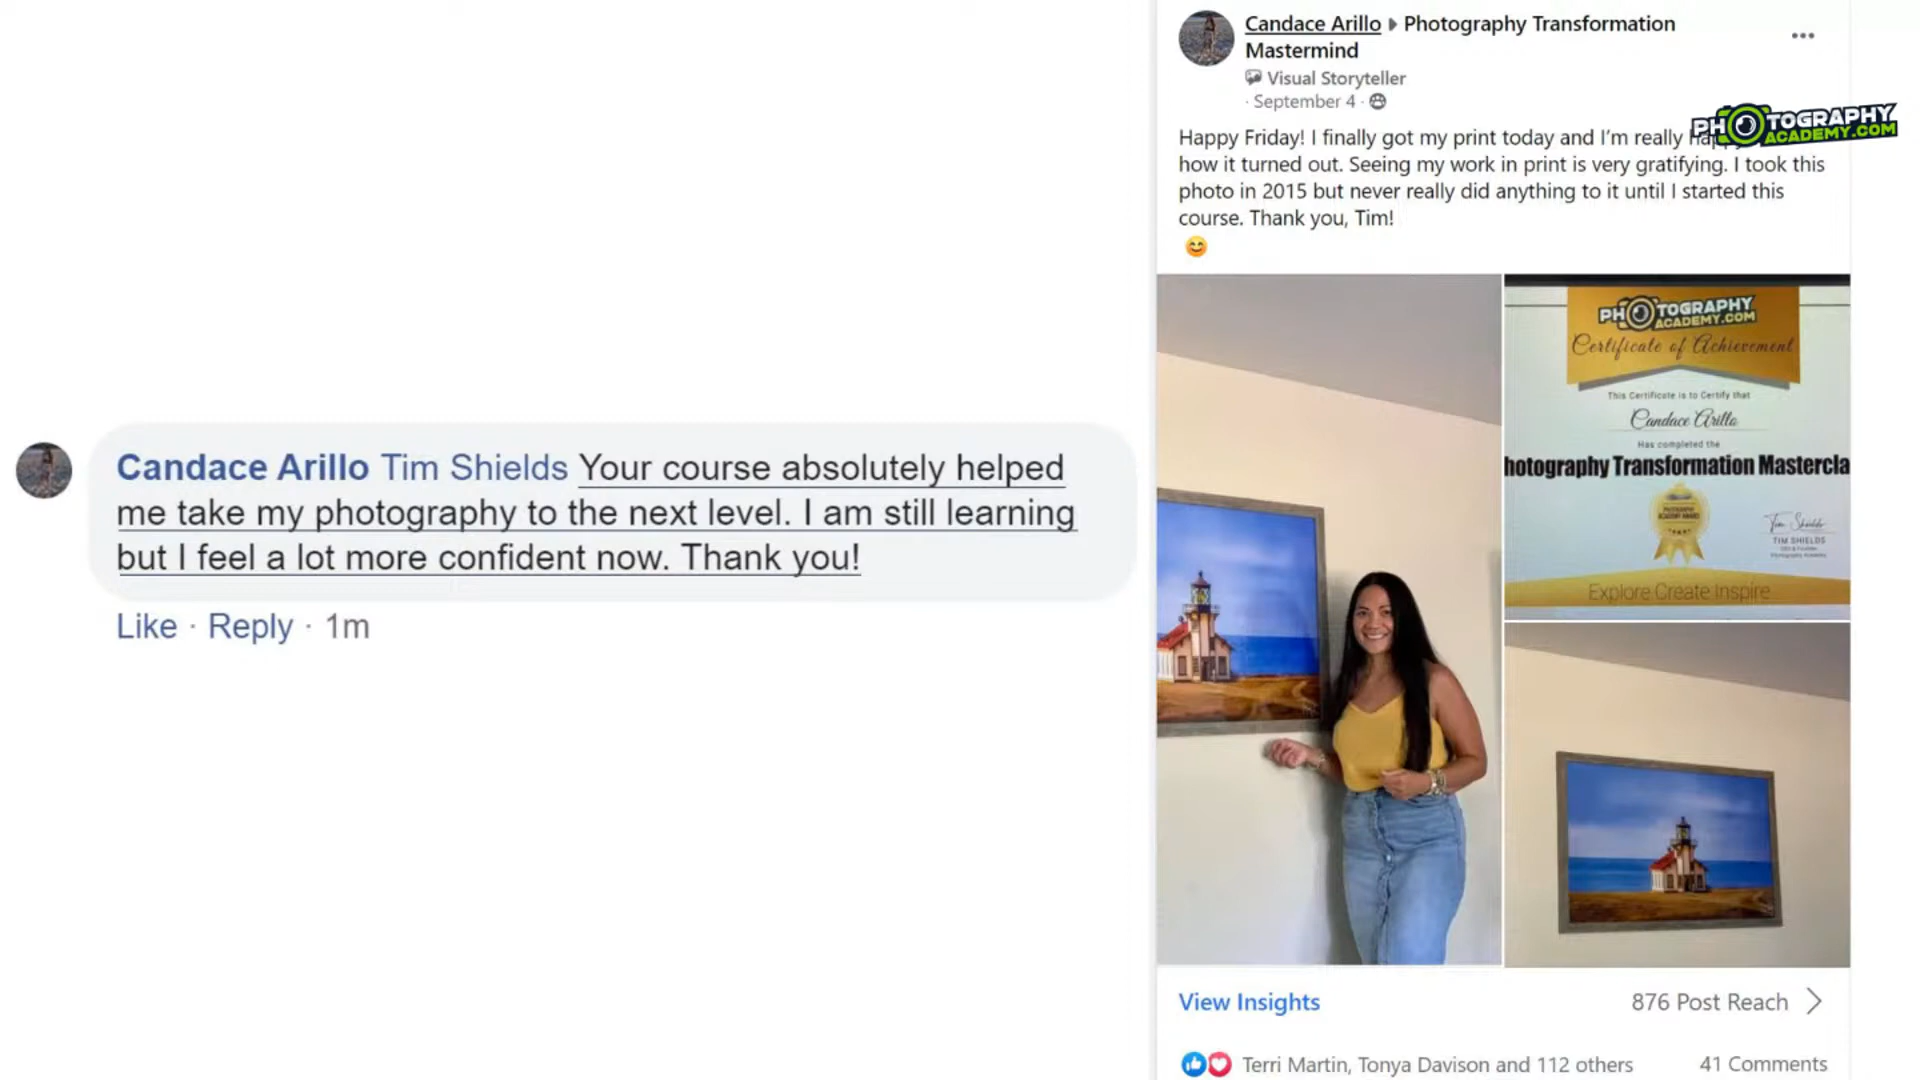 Candace Arillo Tim Shields Your course absolutely helped
me take my photography to the next level. I am still learning
but I feel a lot more confident now. Thank you!
Like · Reply · 1m
Candace Arillo ▸ Photography Transformation
Mastermind
Visual Storyteller
· September 4 ·
PHOTOGRAPHY
ACADEMY.COM
Happy Friday! I finally got my print today and I’m really
how it turned out. Seeing my work in print is very gratifying. I took this
photo in 2015 but never really did anything to it until I started this
course. Thank you, Tim!
PHOTOGRAPHY
ACADEMY.COM
Certificate of Achievement
This Certificate is to Certify that
Candace Arillo
Has completed the
hotography Transformation Mastercla
Tim Shields
TIM SHIELDS
Explore Create Inspire
View Insights
876 Post Reach
Terri Martin, Tonya Davison and 112 others
41 Comments